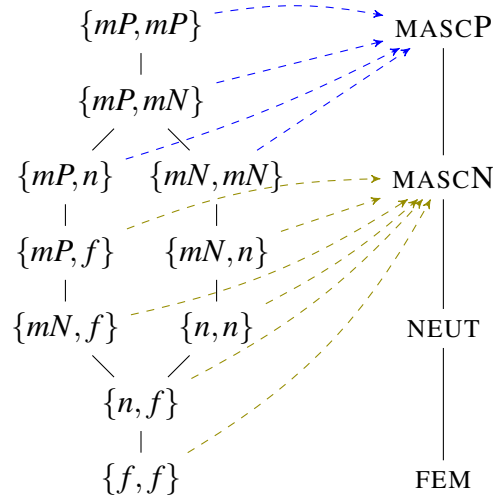 {mP,mP} MASCP
{mP,mN}
{mP,n} {mN,mN} MASCN
{mP,f} {mN,n}
{mN,f} {n,n} NEUT
{n,f}
{f,f} FEM